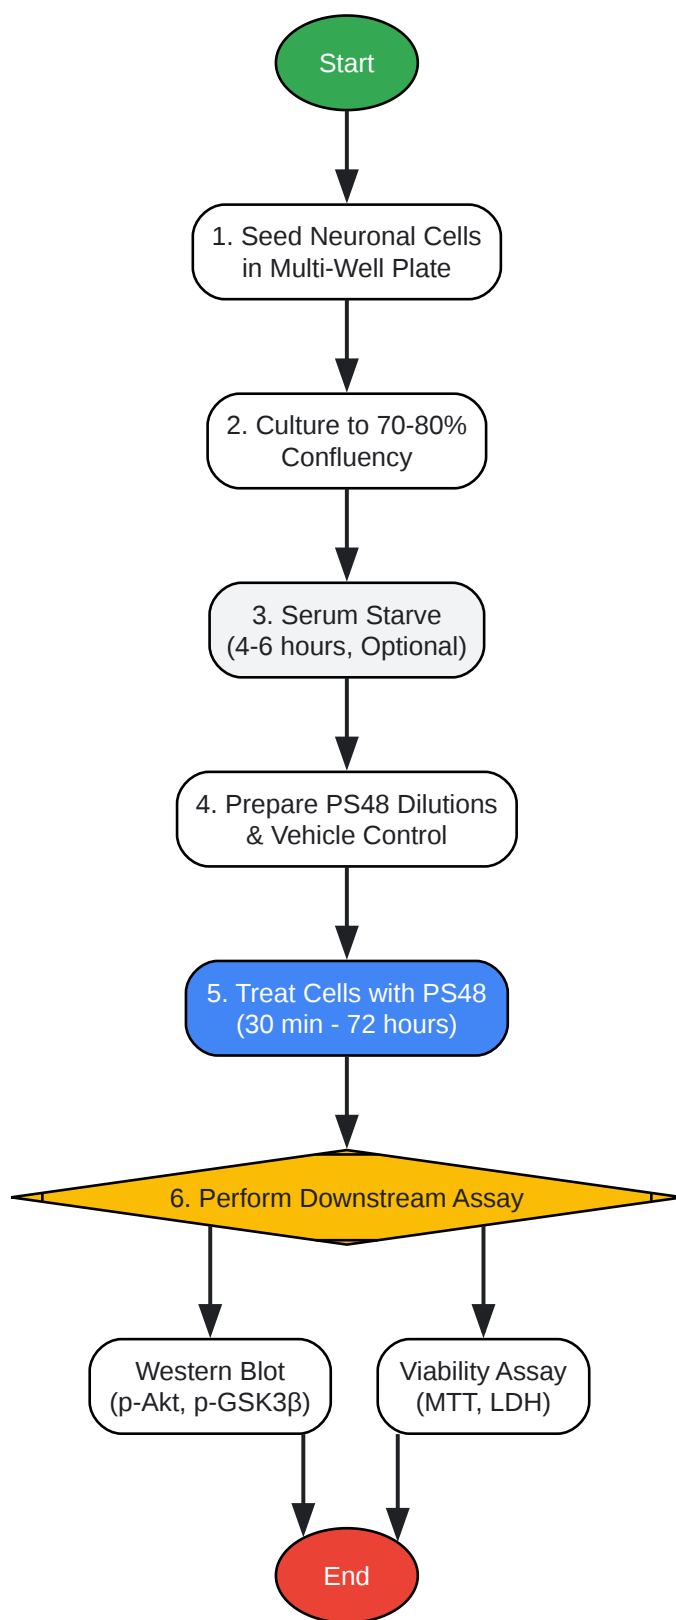 Start
1. Seed Neuronal Cells
in Multi-Well Plate
2. Culture to 70-80%
Confluency
3. Serum Starve
(4-6 hours, Optional)
4. Prepare PS48 Dilutions
& Vehicle Control
5. Treat Cells with PS48
(30 min - 72 hours)
6. Perform Downstream Assay
Western Blot
(p-Akt, p-GSK3β)
Viability Assay
(MTT, LDH)
End